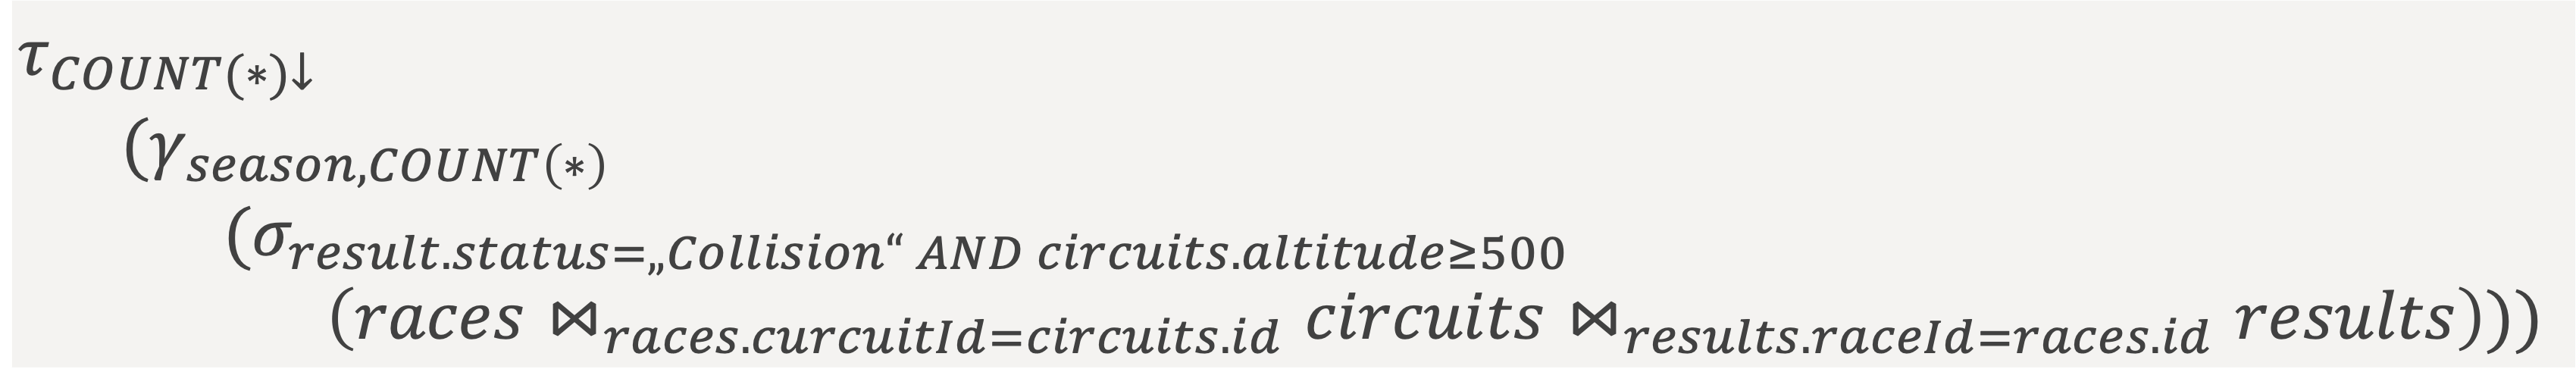 τCOUNT(∗)↓
(γseason,COUNT(∗)
(σresult.status=„Collision“ AND circuits.altitude≥500
(races ⋈races.curcuitId=circuits.id circuits ⋈results.raceId=races.id results)))